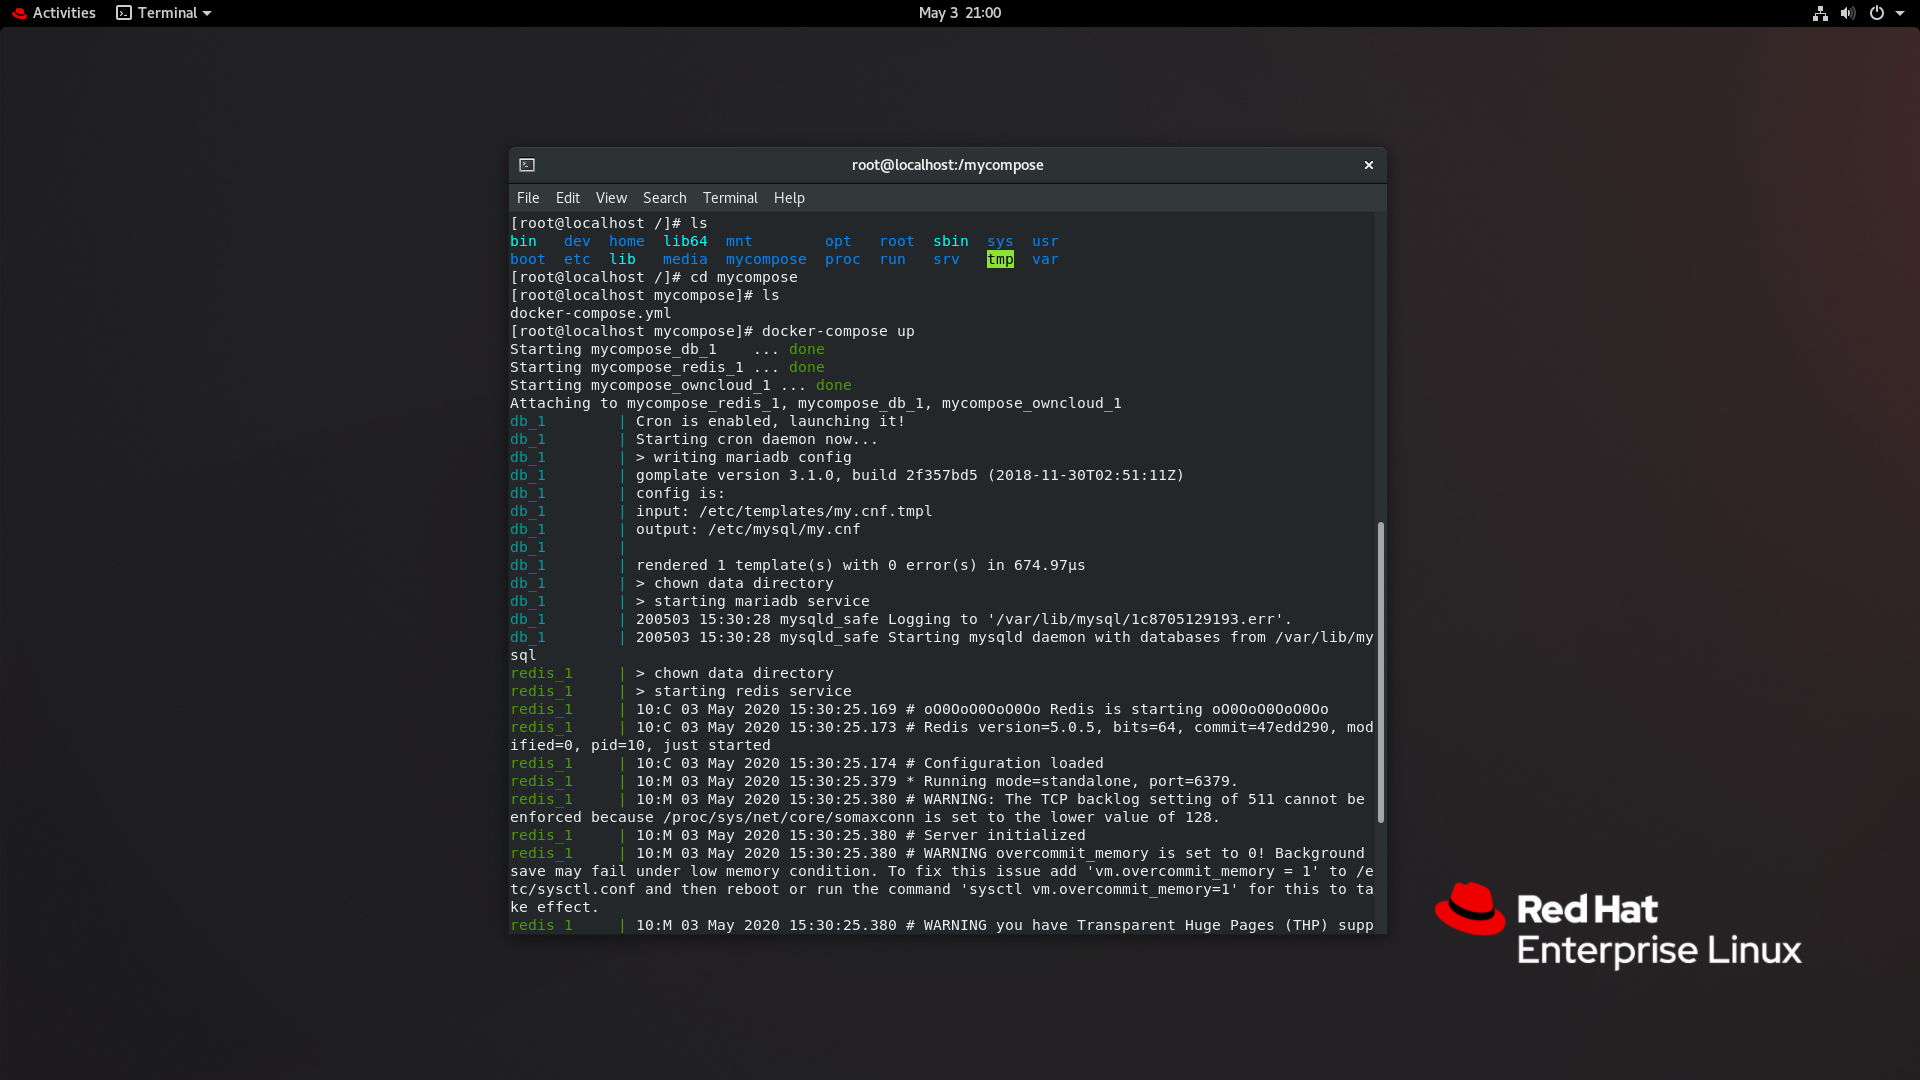 Activities Terminal May 3 21:00
root@localhost:/mycompose
File Edit View Search Terminal Help
[root@localhost /]# ls
bin dev home lib64 mnt opt root sbin sys usr
boot etc lib media mycompose proc run srv tmp var
[root@localhost /]# cd mycompose
[root@localhost mycompose]# ls
docker-compose.yml
[root@localhost mycompose]# docker-compose up
Starting mycompose_db_1 ... done
Starting mycompose_redis_1 ... done
Starting mycompose_owncloud_1 ... done
Attaching to mycompose_redis_1, mycompose_db_1, mycompose_owncloud_1
db_1 | Cron is enabled, launching it!
db_1 | Starting cron daemon now...
db_1 | > writing mariadb config
db_1 | gomplate version 3.1.0, build 2f357bd5 (2018-11-30T02:51:11Z)
db_1 | config is:
db_1 | input: /etc/templates/my.cnf.tmpl
db_1 | output: /etc/mysql/my.cnf
db_1 |
db_1 | rendered 1 template(s) with 0 error(s) in 674.97µs
db_1 | > chown data directory
db_1 | > starting mariadb service
db_1 | 200503 15:30:28 mysqld_safe Logging to '/var/lib/mysql/1c8705129193.err'.
db_1 | 200503 15:30:28 mysqld_safe Starting mysqld daemon with databases from /var/lib/my
sql
redis_1 | > chown data directory
redis_1 | > starting redis service
redis_1 | 10:C 03 May 2020 15:30:25.169 # oO0OoO0OoO0Oo Redis is starting oO0OoO0OoO0Oo
redis_1 | 10:C 03 May 2020 15:30:25.173 # Redis version=5.0.5, bits=64, commit=47edd290, mod
ified=0, pid=10, just started
redis_1 | 10:C 03 May 2020 15:30:25.174 # Configuration loaded
redis_1 | 10:M 03 May 2020 15:30:25.379 * Running mode=standalone, port=6379.
redis_1 | 10:M 03 May 2020 15:30:25.380 # WARNING: The TCP backlog setting of 511 cannot be
enforced because /proc/sys/net/core/somaxconn is set to the lower value of 128.
redis_1 | 10:M 03 May 2020 15:30:25.380 # Server initialized
redis_1 | 10:M 03 May 2020 15:30:25.380 # WARNING overcommit_memory is set to 0! Background
save may fail under low memory condition. To fix this issue add 'vm.overcommit_memory = 1' to /e
tc/sysctl.conf and then reboot or run the command 'sysctl vm.overcommit_memory=1' for this to ta
ke effect.
redis_1 | 10:M 03 May 2020 15:30:25.380 # WARNING you have Transparent Huge Pages (THP) supp
Red Hat
Enterprise Linux